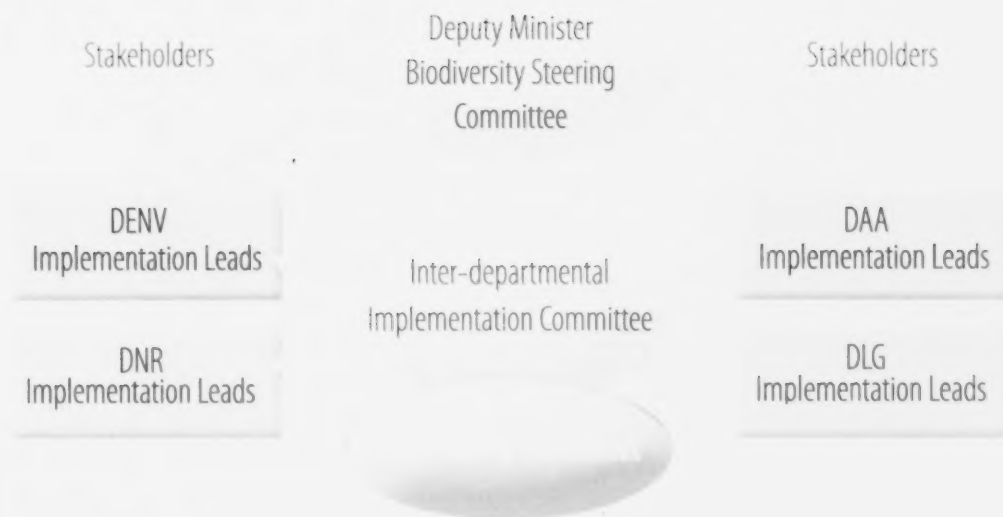 Stakeholders
Deputy Minister
Biodiversity Steering
Committee
Stakeholders
DENV
Implementation Leads
Inter-departmental
Implementation Committee
DAA
Implementation Leads
DNR
Implementation Leads
DLG
Implementation Leads